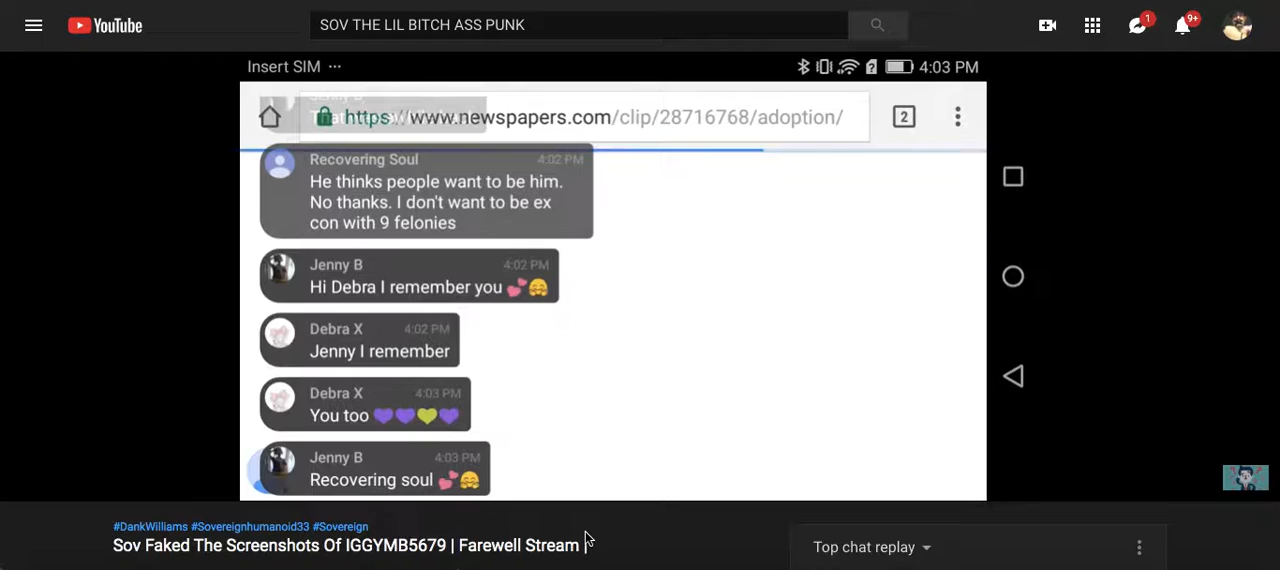 YouTube
SOV THE LIL BITCH ASS PUNK
1
9+
Insert SIM ···
4:03 PM
https://www.newspapers.com/clip/28716768/adoption/
2
Recovering Soul 4:02 PM
He thinks people want to be him.
No thanks. I don't want to be ex
con with 9 felonies
Jenny B 4:02 PM
Hi Debra I remember you 💕🤗
Debra X 4:02 PM
Jenny I remember
Debra X 4:03 PM
You too 💜💜💛💜
Jenny B 4:03 PM
Recovering soul 💕🤗
#DankWilliams #Sovereignhumanoid33 #Sovereign
Sov Faked The Screenshots Of IGGYMB5679 | Farewell Stream |
Top chat replay